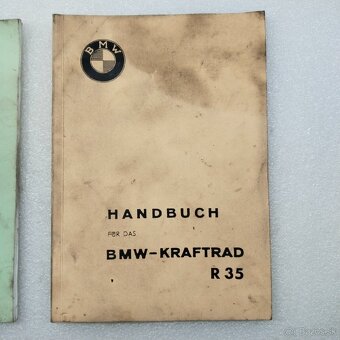 BMW
HANDBUCH
FÜR DAS
BMW-KRAFTRAD
R 35